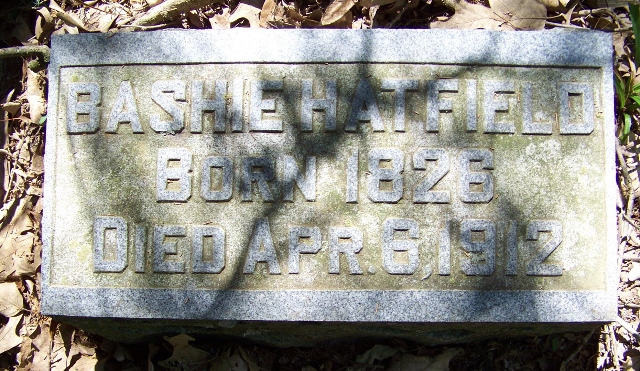 BASHIE HATFIELD
BORN 1826
DIED APR. 6, 1912